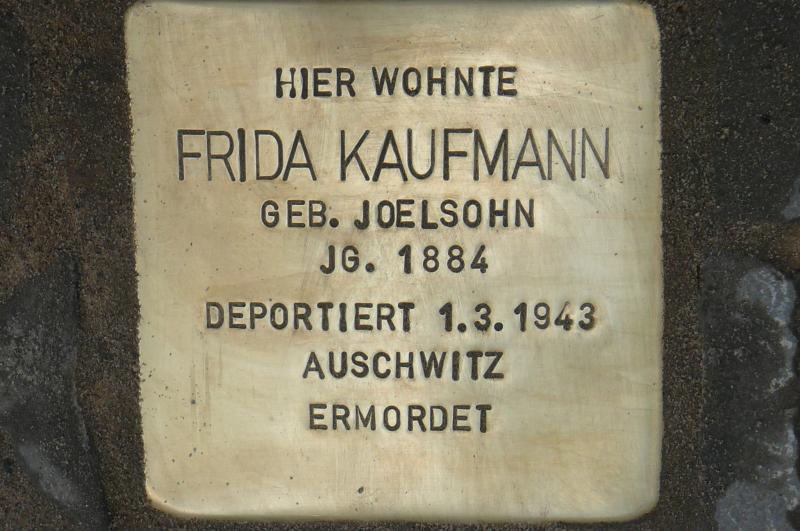 HIER WOHNTE
FRIDA KAUFMANN
GEB. JOELSOHN
JG. 1884
DEPORTIERT 1.3.1943
AUSCHWITZ
ERMORDET